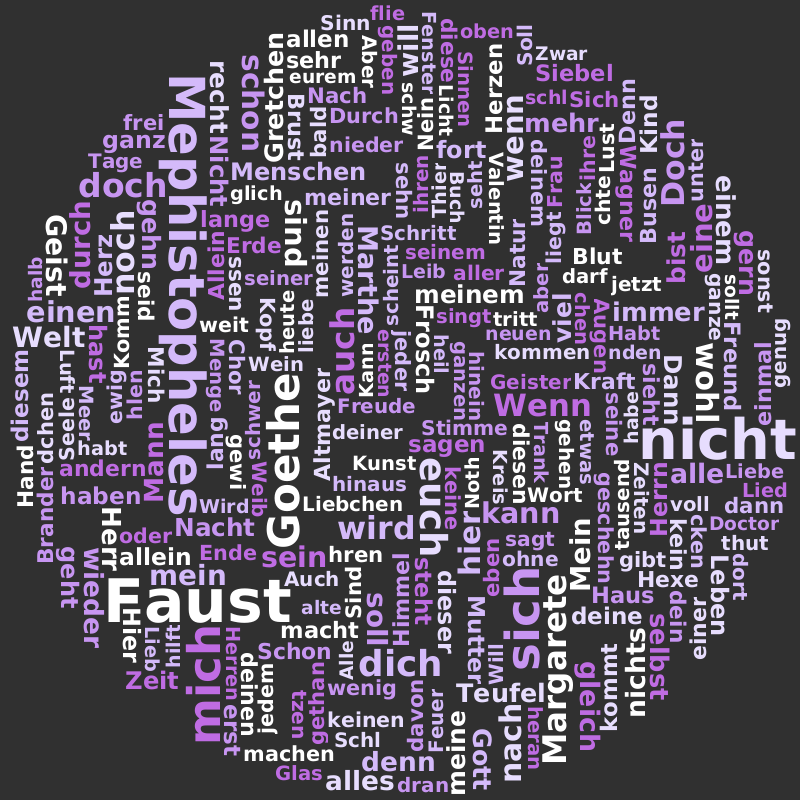 flie
Sinn
allen
sehr
eurem
Nach
Durch
nieder
Aber
geben
will
schw
Fenster
Nein
diese
Licht
oben
Sinnen
Soll
Zwar
Siebel
schl
Sich
Herzen
mehr
wenn
Denn
Kind
Lust
chte
ihre
Blick
Wagner
Busen
Doch
unter
Gretchen
Brust
bald
schon
recht
Nicht
frei
ganz
Tage
doch
Mephistopheles
Menschen
glich
meiner
fort
sehn
ihren
Thier
Buch
seht
Valentin
meinem
Frau
liegt
Geist
durch
Herz
noch
gehn
seid
halb
lange
Erde
Allein
ssen
seiner
puis
meinen
werden
Marthe
scheint
Schritt
seinem
Leib
aller
Natur
aber
Blut
darf
jetzt
bist
eine
einem
gern
sonst
sollt
ganze
einen
Welt
hast
Komm
weit
Kopf
heute
liebe
meinem
Frosch
singt
tritt
neuen
kommen
viel
chen
Augen
immer
Habt
nden
Freund
genug
einmal
wohl
diesem
Luft
Seele
Meer
ewig
hien
Mich
Menge
Chor
Wein
auch
Kann
ersten
jeder
heil
ganzen
hinein
Geister
Kraft
Wenn
seine
sieht
habe
Dann
nicht
Hand
dchen
Brander
habt
andern
haben
Mann
lang
gewi
schwer
Weib
Goethe
Altmayer
Freude
deiner
Stimme
sagen
Kunst
hinaus
Liebchen
Wird
Nacht
wird
euch
keine
Noth
Kreis
diesen
Trank
gehen
etwas
Wort
kann
geschehn
tausend
zeiten
Herrn
alle
Liebe
Lied
voll
dann
Doctor
thut
kein
cken
Herr
oder
allein
Ende
sein
hren
hier
eben
sagt
ohne
Mein
gibt
Hexe
Haus
Leben
dort
geht
wieder
mein
Auch
Faust
alte
Sind
macht
llos
Himmel
steht
dieser
Mutter
sich
Margarete
deine
dein
einer
Hier
Lieb
hilft
Zeit
mich
Herren
erst
Schon
deinen
jedem
Alle
dich
wenig
Will
Teufel
gleich
kommt
nichts
selbst
tzen
gethan
keinen
Schl
machen
Glas
alles
denn
dran
davon
Feuer
meine
Gott
nach
heran